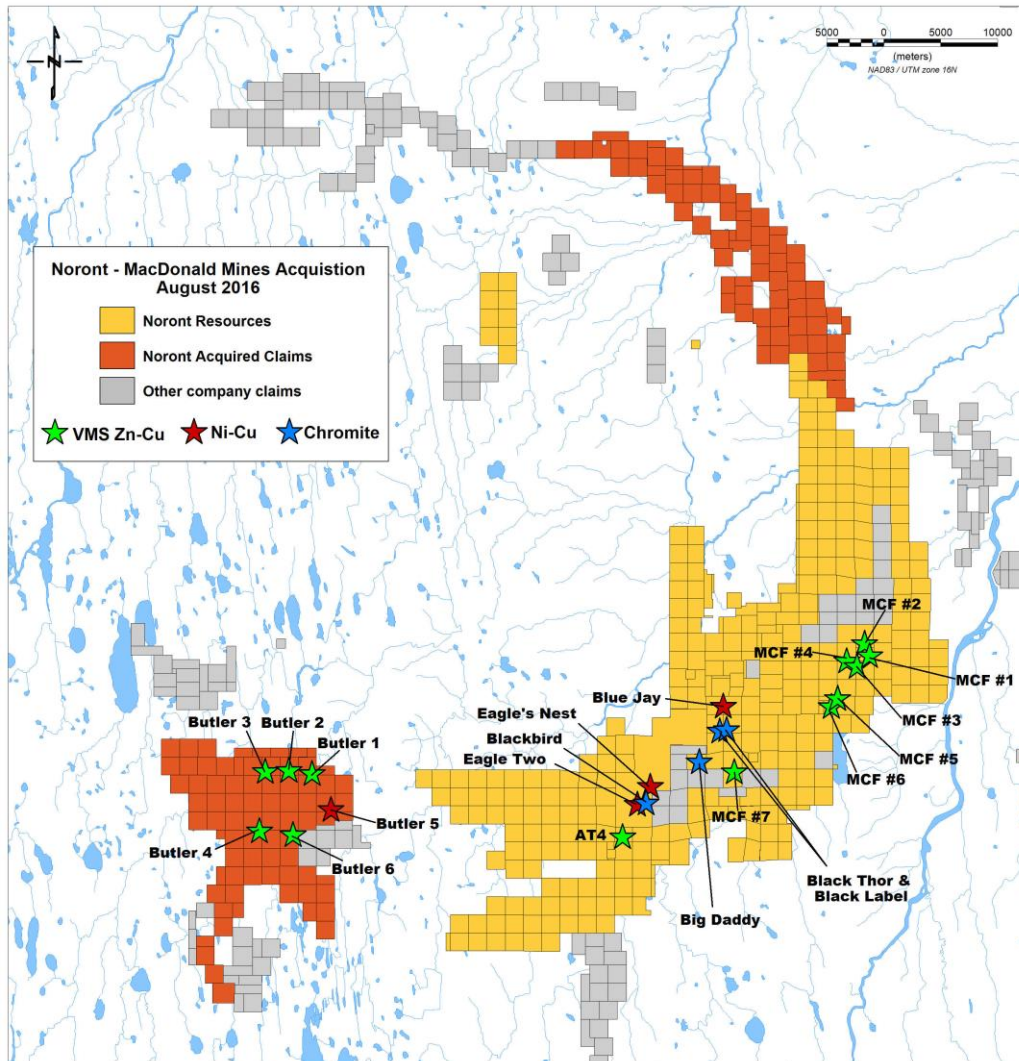 N
5000 0 5000 10000
(meters)
NAD83 / UTM zone 16N
Noront - MacDonald Mines Acquistion
August 2016
Noront Resources
Noront Acquired Claims
Other company claims
VMS Zn-Cu
Ni-Cu
Chromite
MCF #2
MCF #4
MCF #1
Blue Jay
MCF #3
Eagle's Nest
Butler 3
Butler 2
Blackbird
Butler 1
Eagle Two
MCF #5
MCF #6
MCF #7
Butler 5
AT4
Butler 4
Butler 6
Black Thor &
Black Label
Big Daddy